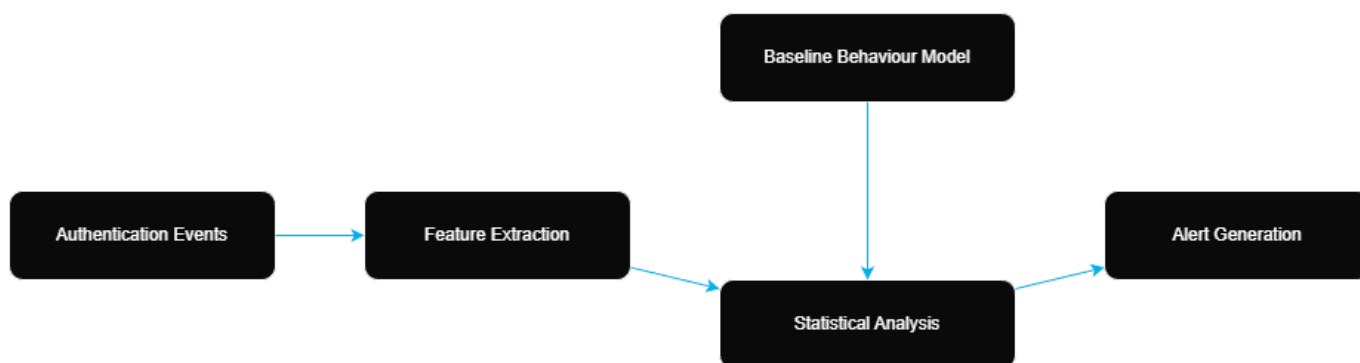 Baseline Behaviour Model
Authentication Events
Feature Extraction
Alert Generation
Statistical Analysis